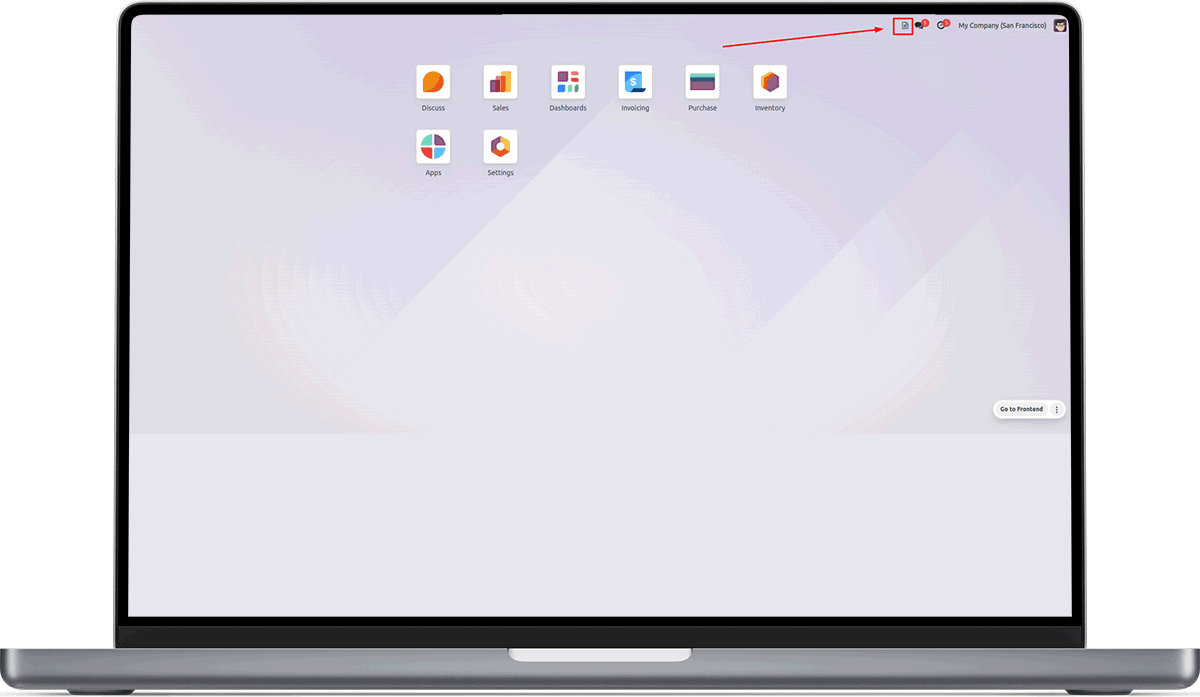 My Company (San Francisco)
Discuss
Sales
Dashboards
Invoicing
Purchase
Inventory
Apps
Settings
Go to Frontend